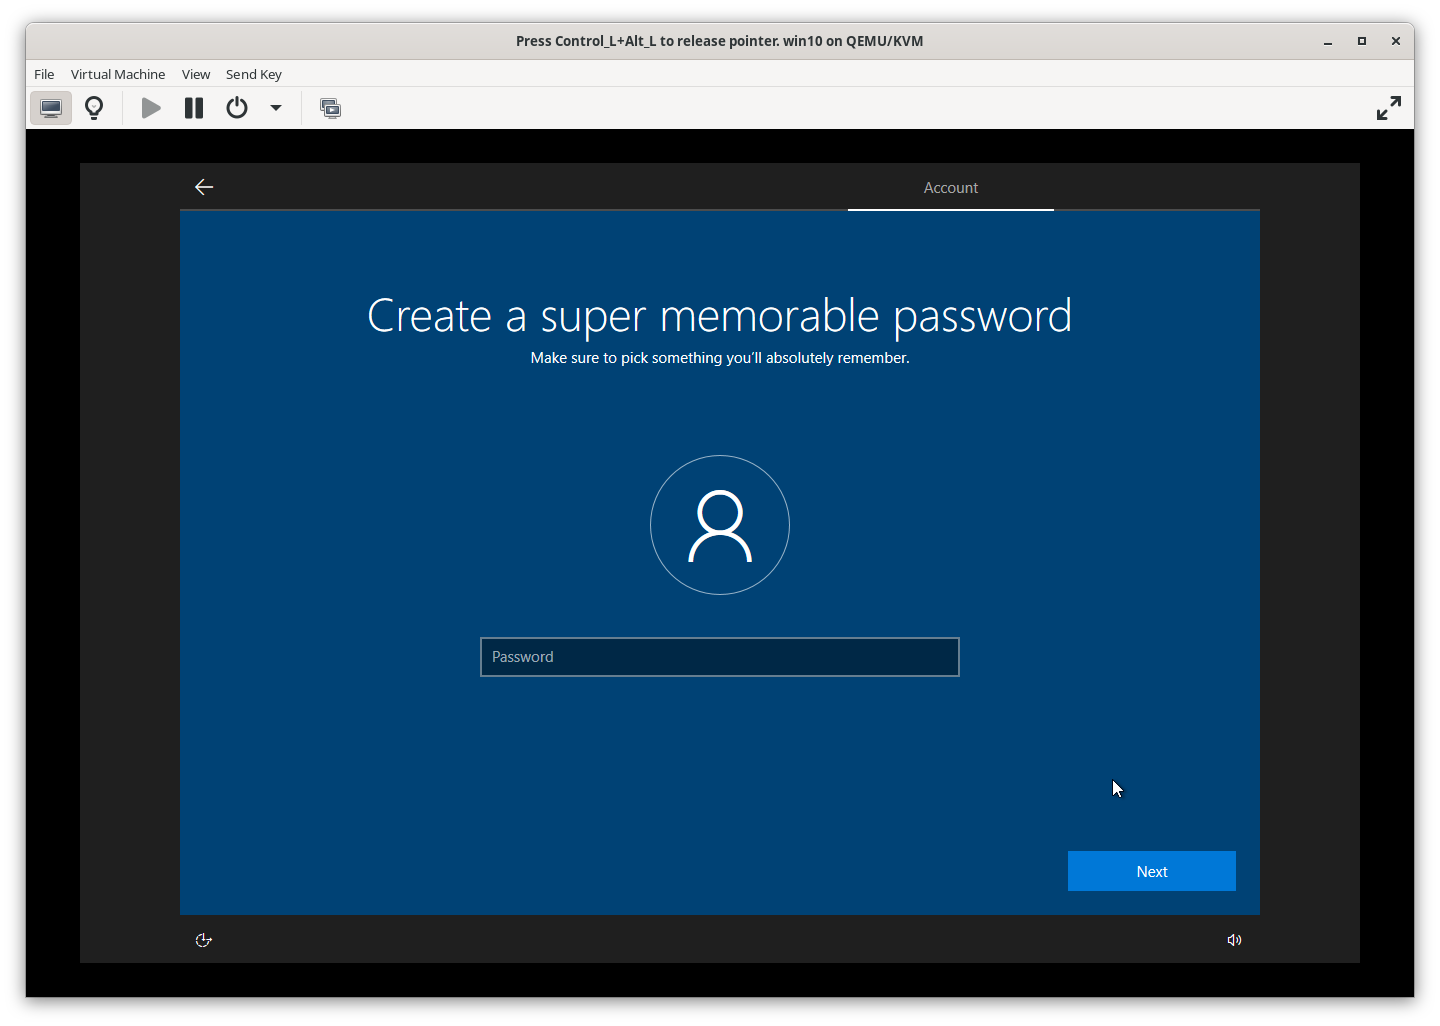 Press Control_L+Alt_L to release pointer. win10 on QEMU/KVM
File Virtual Machine View Send Key
Account
Create a super memorable password
Make sure to pick something you’ll absolutely remember.
Password
Next